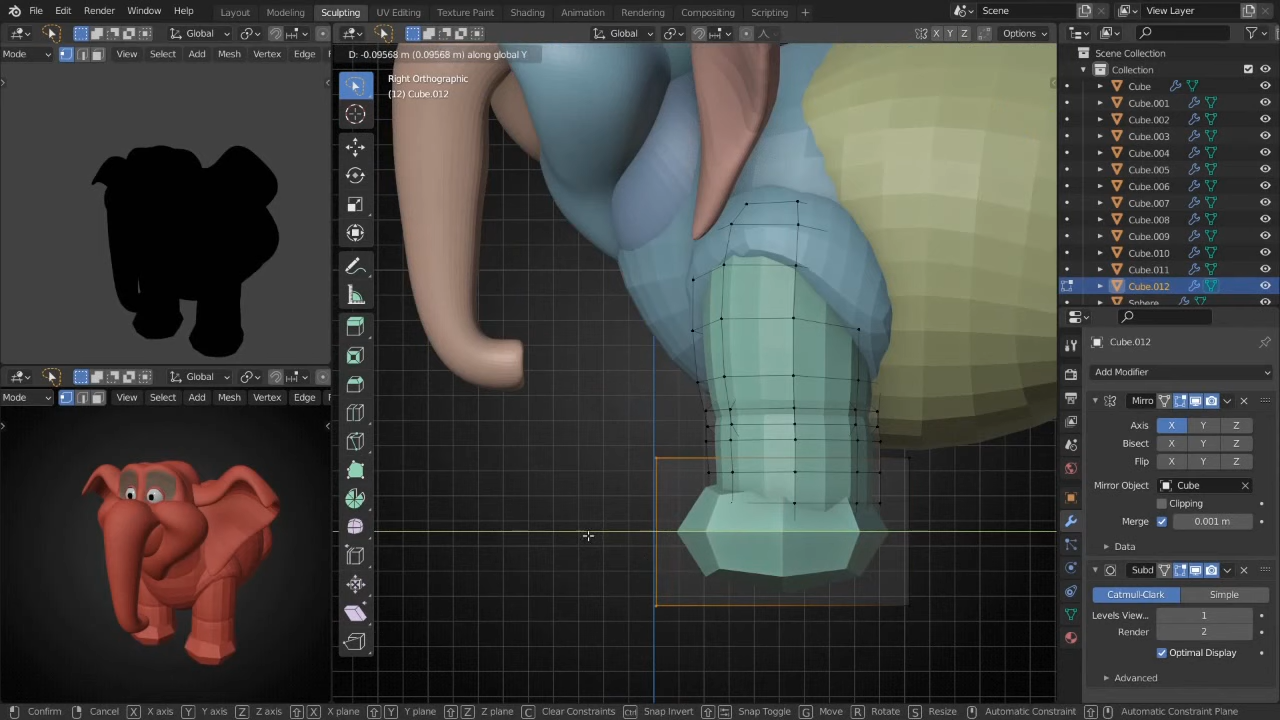 File Edit Render Window Help Layout Modeling Sculpting UV Editing Texture Paint Shading Animation Rendering Compositing Scripting + Scene View Layer
Global Global X Y Z Options
Mode View Select Add Mesh Vertex Edge
D: -0.09568 m (0.09568 m) along global Y
Right Orthographic
(12) Cube.012
Scene Collection
Collection
Cube
Cube.001
Cube.002
Cube.003
Cube.004
Cube.005
Cube.006
Cube.007
Cube.008
Cube.009
Cube.010
Cube.011
Cube.012
Sphere
Cube.012
Add Modifier
Global
Mode View Select Add Mesh Vertex Edge
Mirro
Axis X Y Z
Bisect X Y Z
Flip X Y Z
Mirror Object Cube
Clipping
Merge 0.001 m
Data
Subd
Catmull-Clark Simple
Levels View... 1
Render 2
Optimal Display
Advanced
Confirm Cancel X X axis Y Y axis Z Z axis X X plane Y Y plane Z Z plane C Clear Constraints Ctrl Snap Invert Snap Toggle G Move R Rotate S Resize Automatic Constraint Automatic Constraint Plane